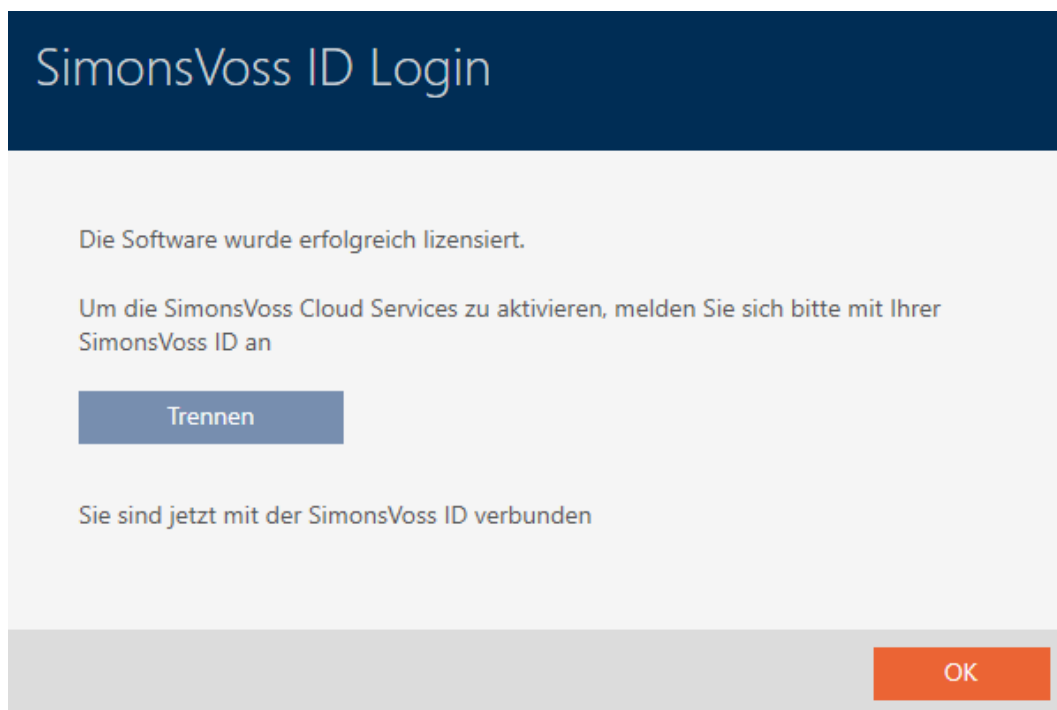 SimonsVoss ID Login
Die Software wurde erfolgreich lizensiert.
Um die SimonsVoss Cloud Services zu aktivieren, melden Sie sich bitte mit Ihrer
SimonsVoss ID an
Trennen
Sie sind jetzt mit der SimonsVoss ID verbunden
OK